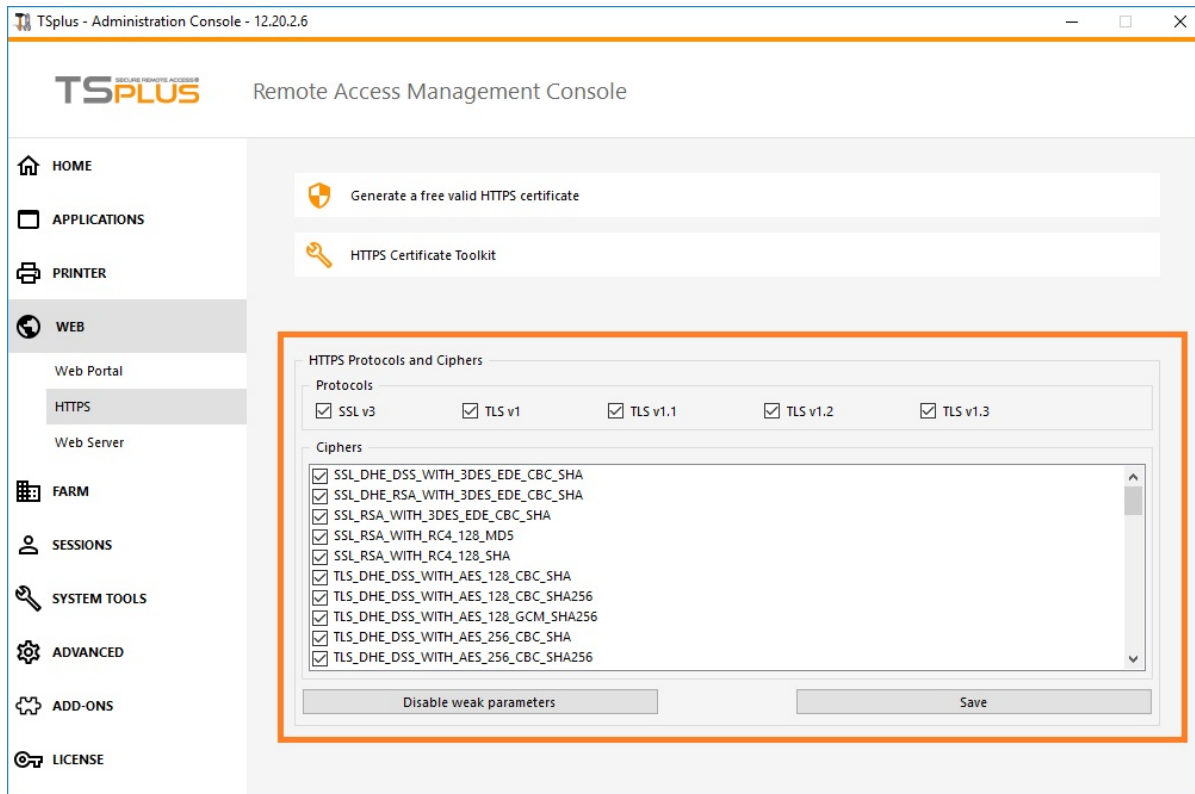 TSplus - Administration Console - 12.20.2.6
TSPLUS
SECURE REMOTE ACCESS
Remote Access Management Console
HOME
APPLICATIONS
PRINTER
WEB
Web Portal
HTTPS
Web Server
FARM
SESSIONS
SYSTEM TOOLS
ADVANCED
ADD-ONS
LICENSE
Generate a free valid HTTPS certificate
HTTPS Certificate Toolkit
HTTPS Protocols and Ciphers
Protocols
SSL v3 TLS v1 TLS v1.1 TLS v1.2 TLS v1.3
Ciphers
SSL_DHE_DSS_WITH_3DES_EDE_CBC_SHA
SSL_DHE_RSA_WITH_3DES_EDE_CBC_SHA
SSL_RSA_WITH_3DES_EDE_CBC_SHA
SSL_RSA_WITH_RC4_128_MD5
SSL_RSA_WITH_RC4_128_SHA
TLS_DHE_DSS_WITH_AES_128_CBC_SHA
TLS_DHE_DSS_WITH_AES_128_CBC_SHA256
TLS_DHE_DSS_WITH_AES_128_GCM_SHA256
TLS_DHE_DSS_WITH_AES_256_CBC_SHA
TLS_DHE_DSS_WITH_AES_256_CBC_SHA256
Disable weak parameters Save